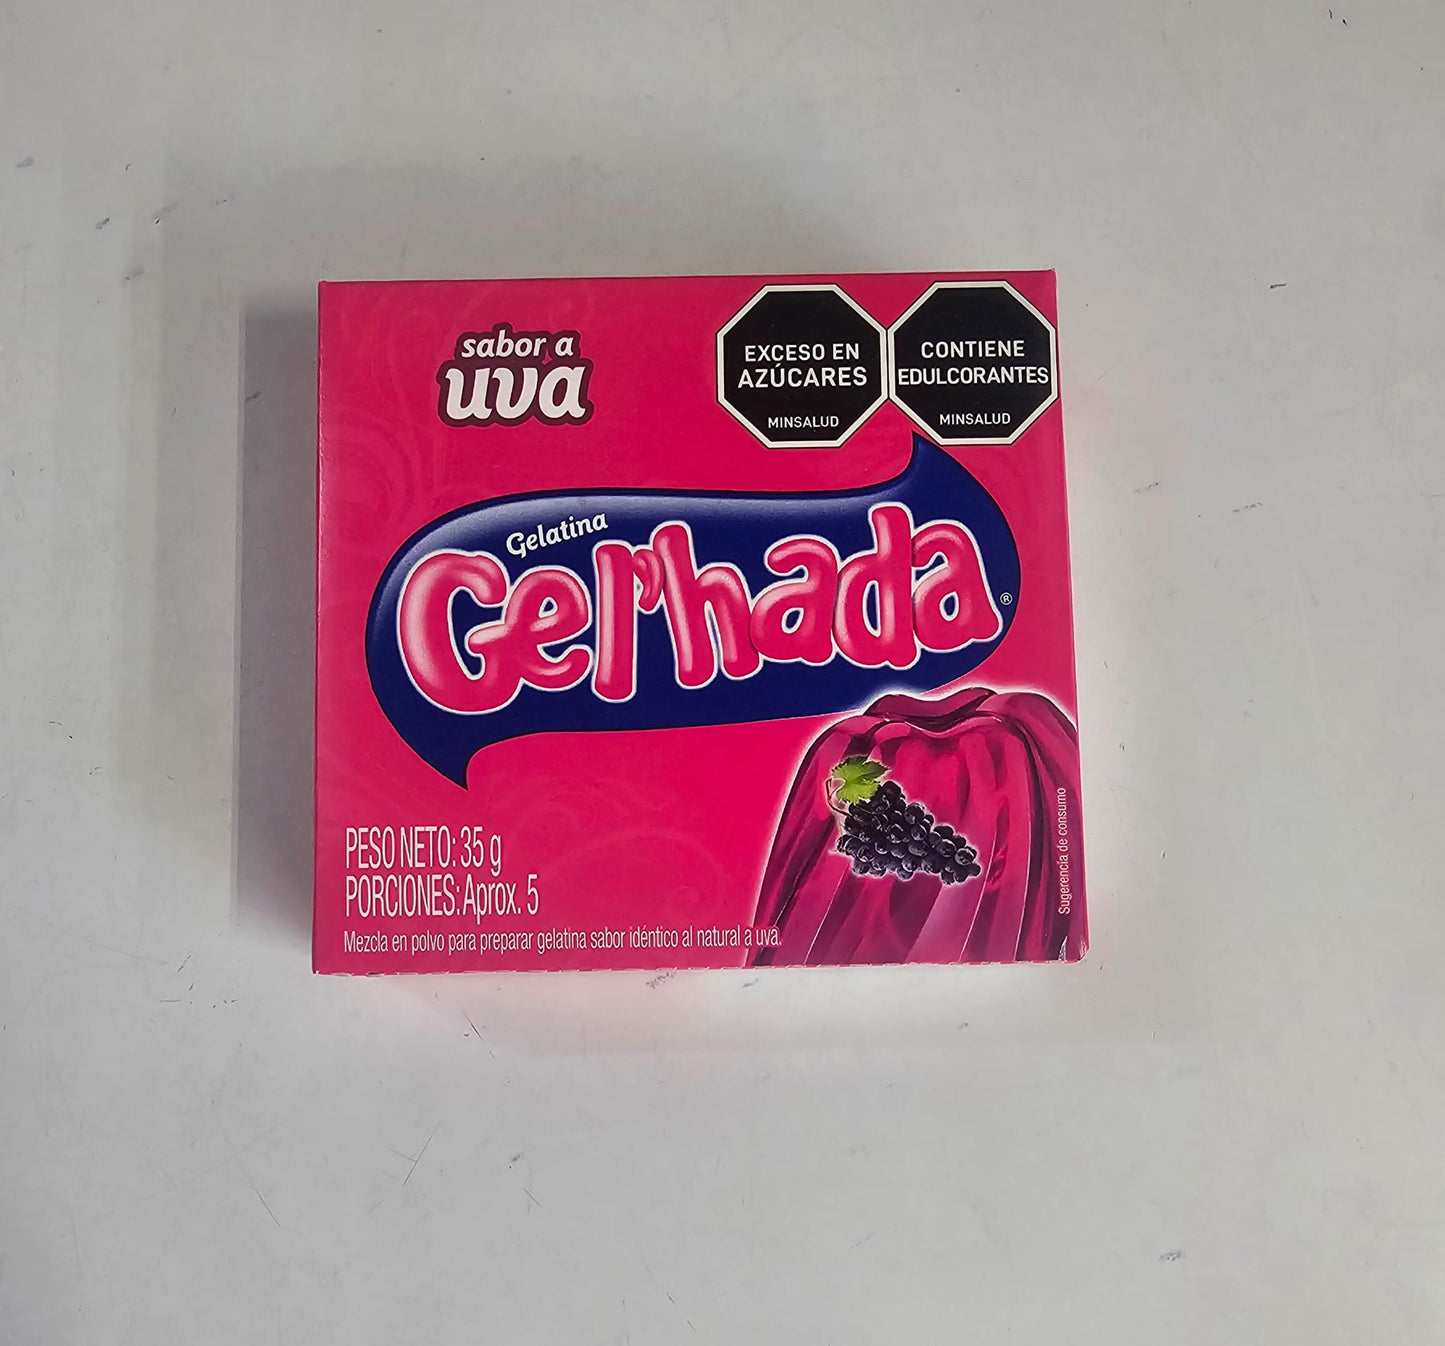 sabor a
uva
EXCESO EN
AZÚCARES
MINSALUD
CONTIENE
EDULCORANTES
MINSALUD
Gelatina
Gel'hada
®
PESO NETO: 35 g
PORCIONES: Aprox. 5
Mezcla en polvo para preparar gelatina sabor idéntico al natural a uva.
Sugerencia de consumo